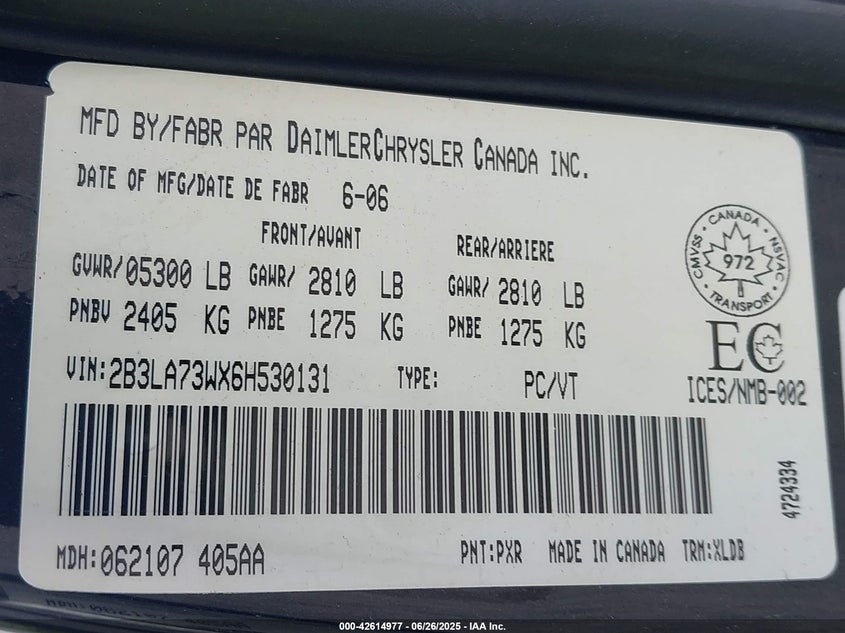 MFD BY/FABR PAR DAIMLERCHRYSLER CANADA INC.
DATE OF MFG/DATE DE FABR 6-06
FRONT/AVANT REAR/ARRIERE
GVWR/05300 LB GAWR/ 2810 LB GAWR/ 2810 LB
PNBV 2405 KG PNBE 1275 KG PNBE 1275 KG
CANADA
CMVSS 972 NSVAC
TRANSPORT
EC
VIN:2B3LA73WX6H530131 TYPE: PC/VT ICES/NMB-002
4724334
MDH:062107 405AA PNT:PXR MADE IN CANADA TRM:XLDB
000-42614977 - 06/26/2025 - IAA Inc.